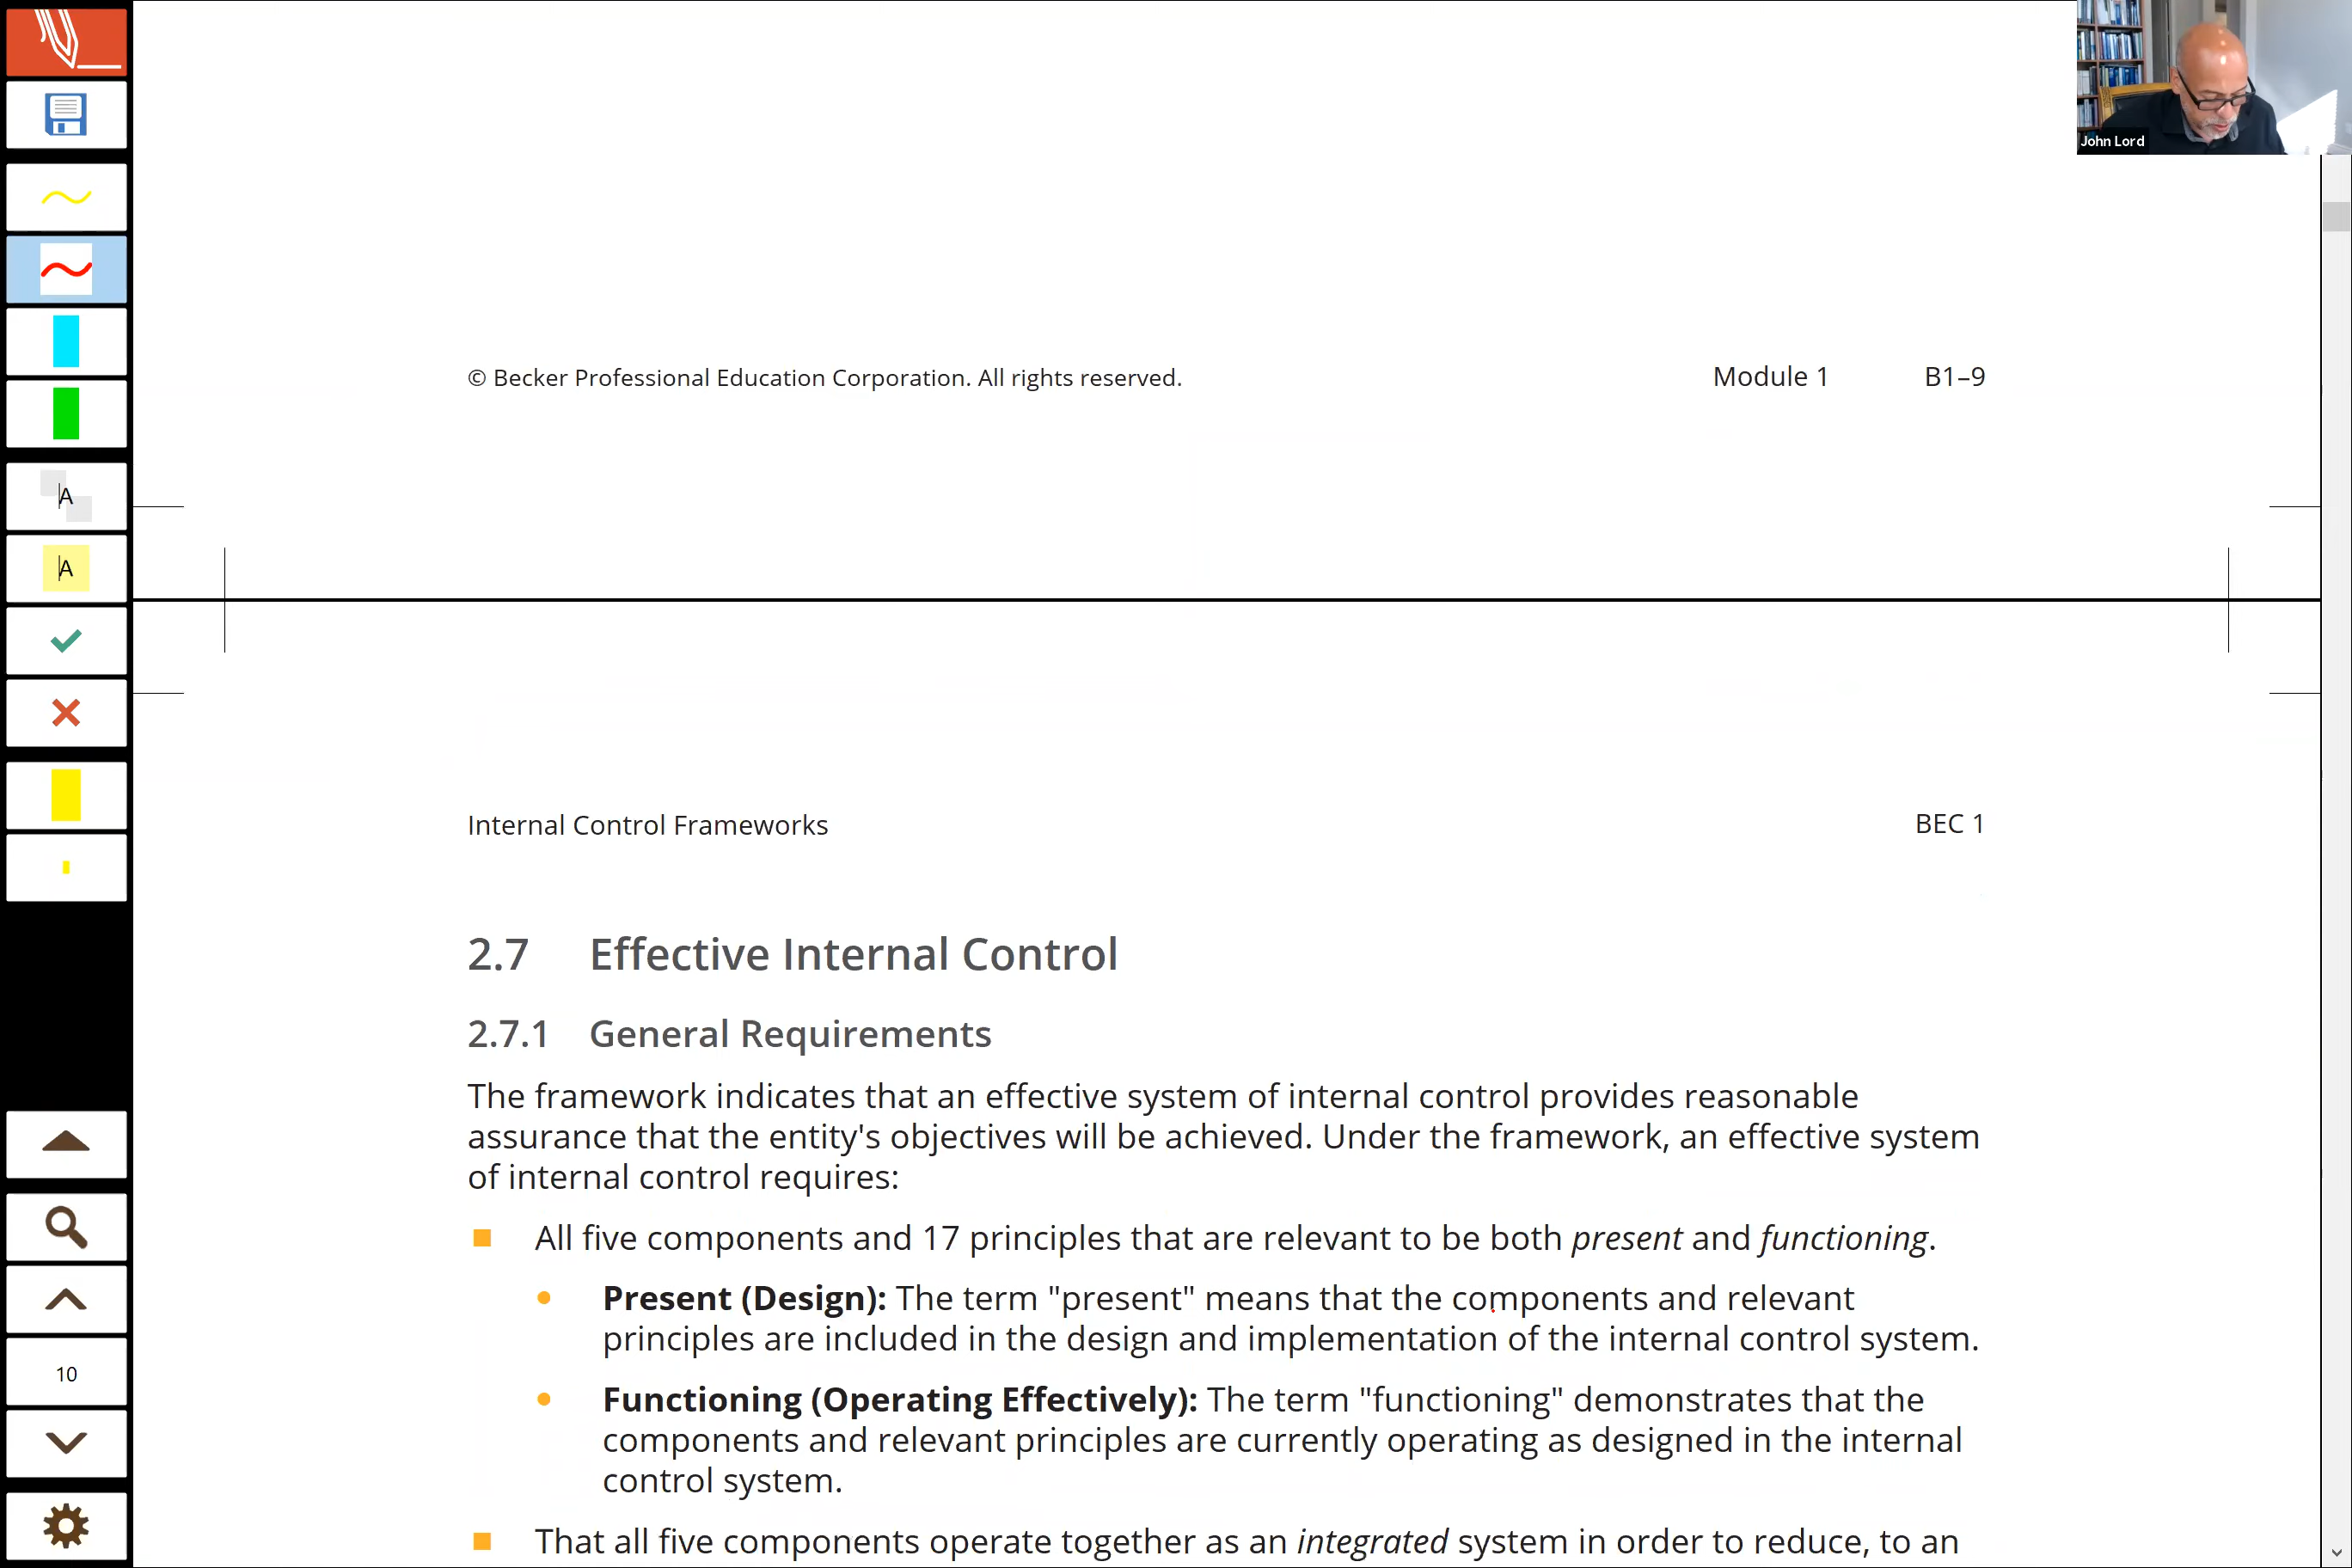 John Lord
A
A
10
© Becker Professional Education Corporation. All rights reserved. Module 1 B1–9
Internal Control Frameworks BEC 1
2.7 Effective Internal Control
2.7.1 General Requirements
The framework indicates that an effective system of internal control provides reasonable
assurance that the entity's objectives will be achieved. Under the framework, an effective system
of internal control requires:
All five components and 17 principles that are relevant to be both present and functioning.
Present (Design): The term "present" means that the components and relevant
principles are included in the design and implementation of the internal control system.
Functioning (Operating Effectively): The term "functioning" demonstrates that the
components and relevant principles are currently operating as designed in the internal
control system.
That all five components operate together as an integrated system in order to reduce, to an